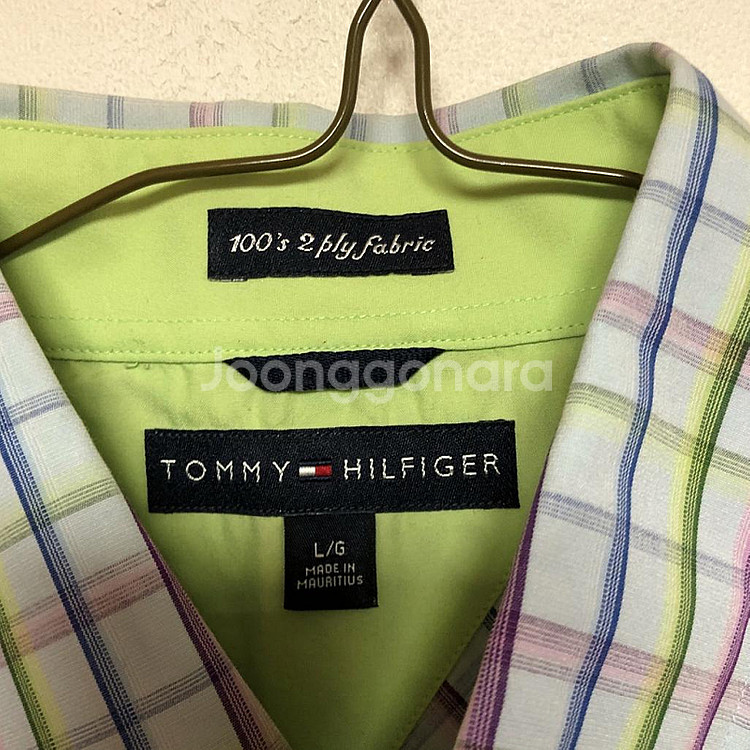 100's 2 ply fabric
Joonggonara
TOMMY HILFIGER
L/G
MADE IN
MAURITIUS